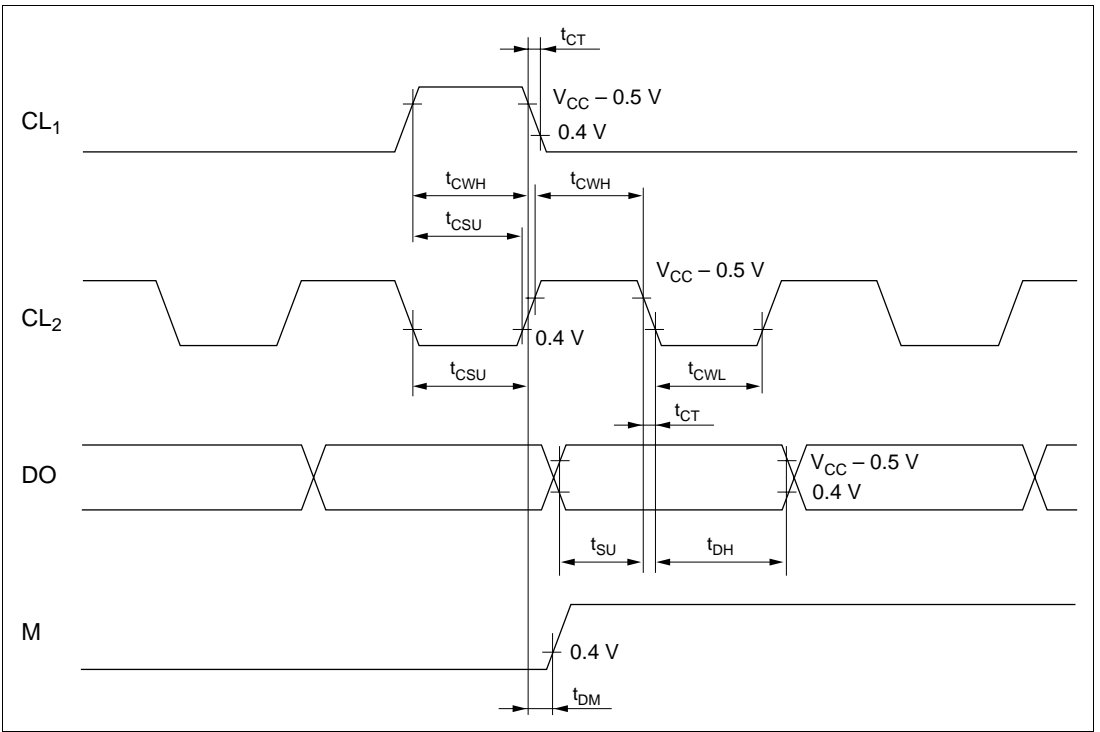 tCT
CL1
VCC – 0.5 V
0.4 V
tCWH
tCWH
tCSU
CL2
VCC – 0.5 V
0.4 V
tCSU
tCWL
tCT
DO
VCC – 0.5 V
0.4 V
tSU
tDH
M
0.4 V
tDM